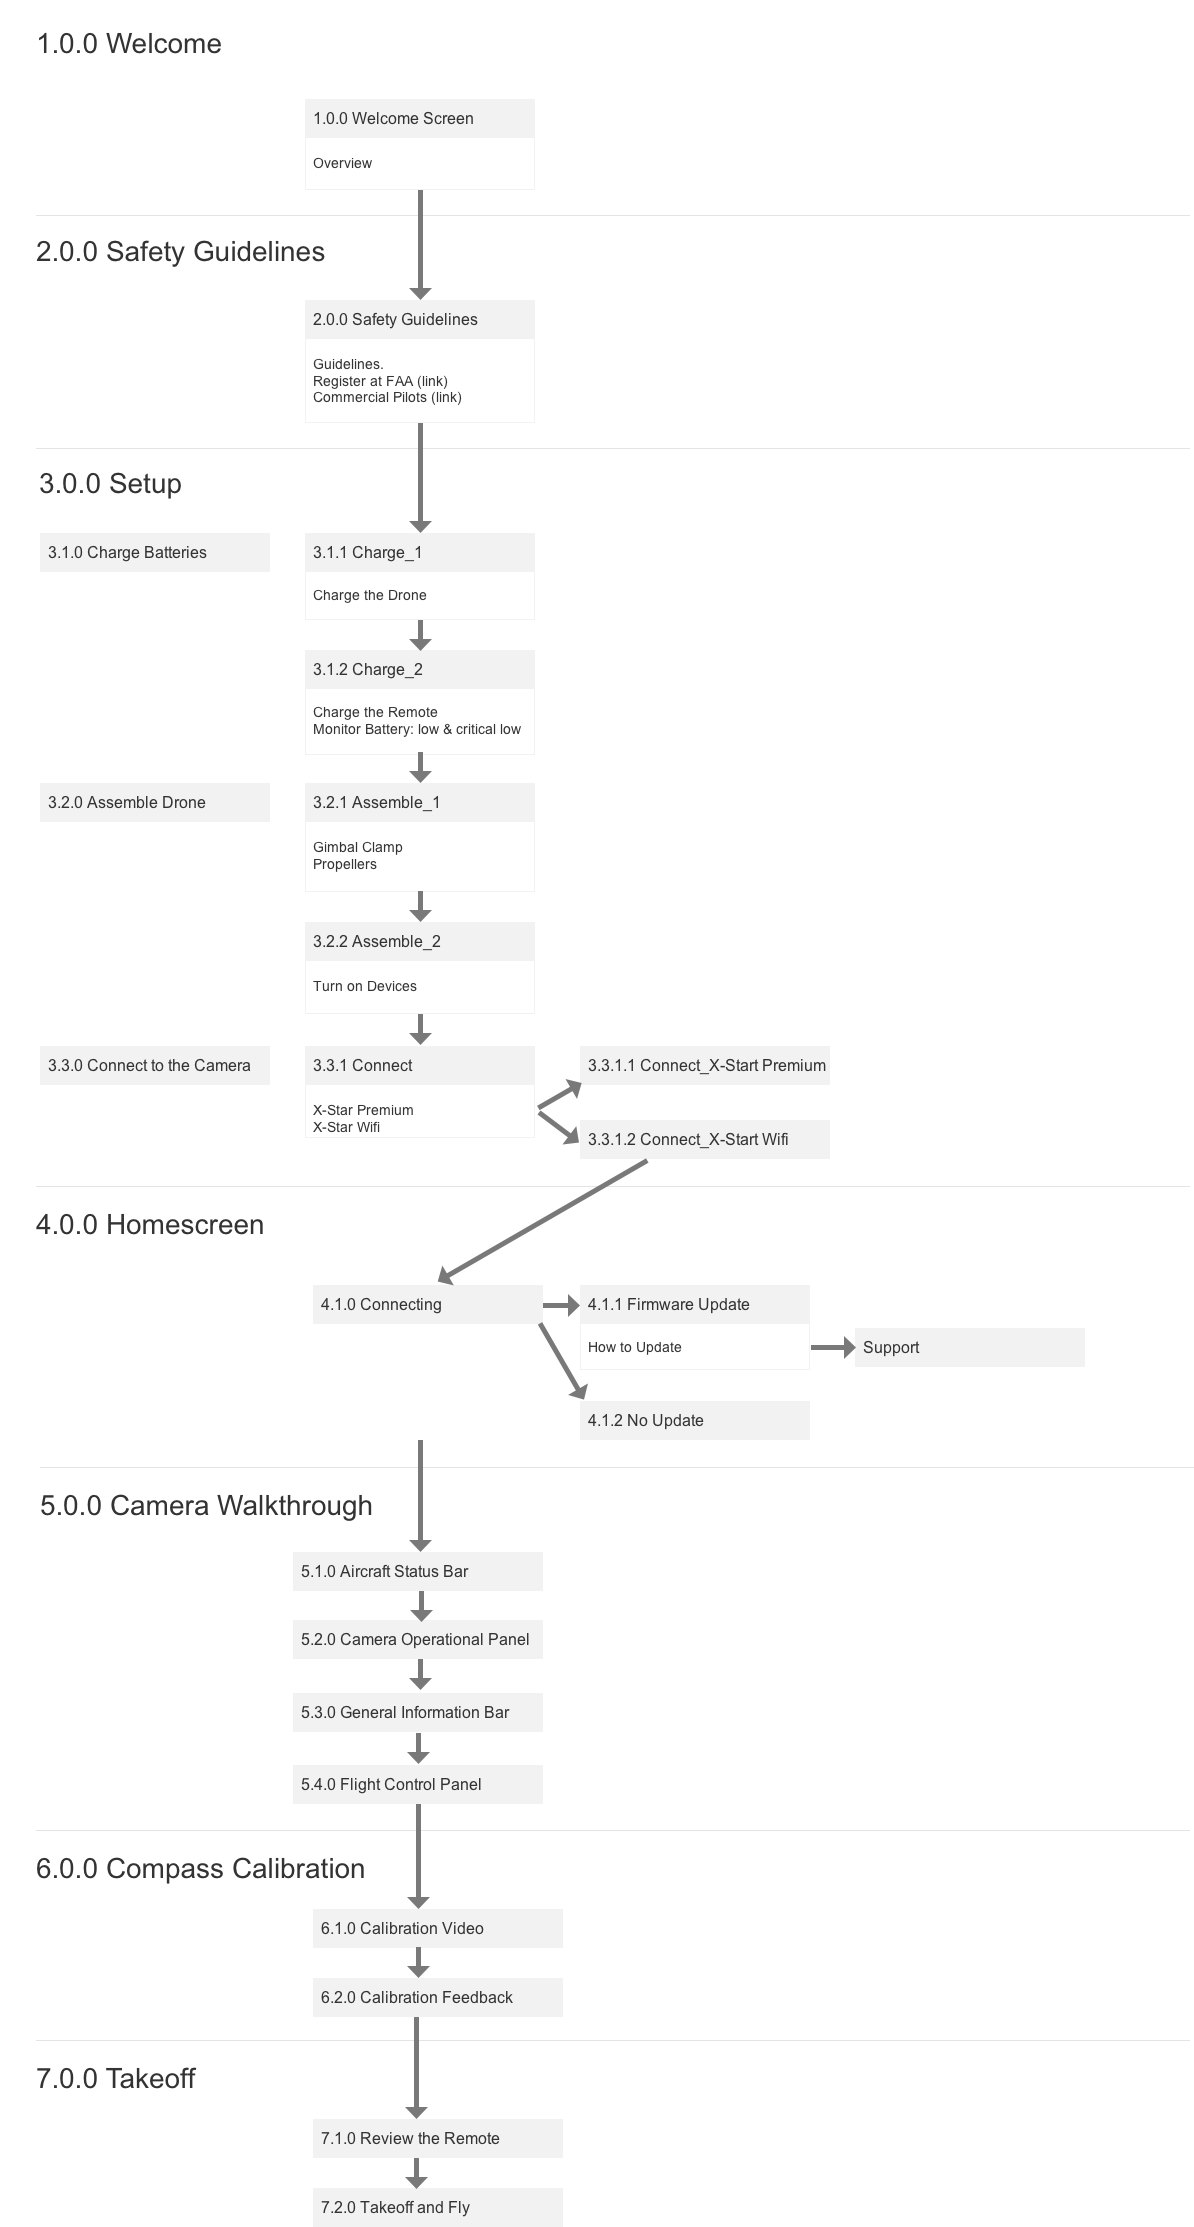 1.0.0 Welcome
1.0.0 Welcome Screen
Overview
2.0.0 Safety Guidelines
2.0.0 Safety Guidelines
Guidelines.
Register at FAA (link)
Commercial Pilots (link)
3.0.0 Setup
3.1.0 Charge Batteries
3.1.1 Charge_1
Charge the Drone
3.1.2 Charge_2
Charge the Remote
Monitor Battery: low & critical low
3.2.0 Assemble Drone
3.2.1 Assemble_1
Gimbal Clamp
Propellers
3.2.2 Assemble_2
Turn on Devices
3.3.0 Connect to the Camera
3.3.1 Connect
X-Star Premium
X-Star Wifi
3.3.1.1 Connect_X-Start Premium
3.3.1.2 Connect_X-Start Wifi
4.0.0 Homescreen
4.1.0 Connecting
4.1.1 Firmware Update
How to Update
Support
4.1.2 No Update
5.0.0 Camera Walkthrough
5.1.0 Aircraft Status Bar
5.2.0 Camera Operational Panel
5.3.0 General Information Bar
5.4.0 Flight Control Panel
6.0.0 Compass Calibration
6.1.0 Calibration Video
6.2.0 Calibration Feedback
7.0.0 Takeoff
7.1.0 Review the Remote
7.2.0 Takeoff and Fly